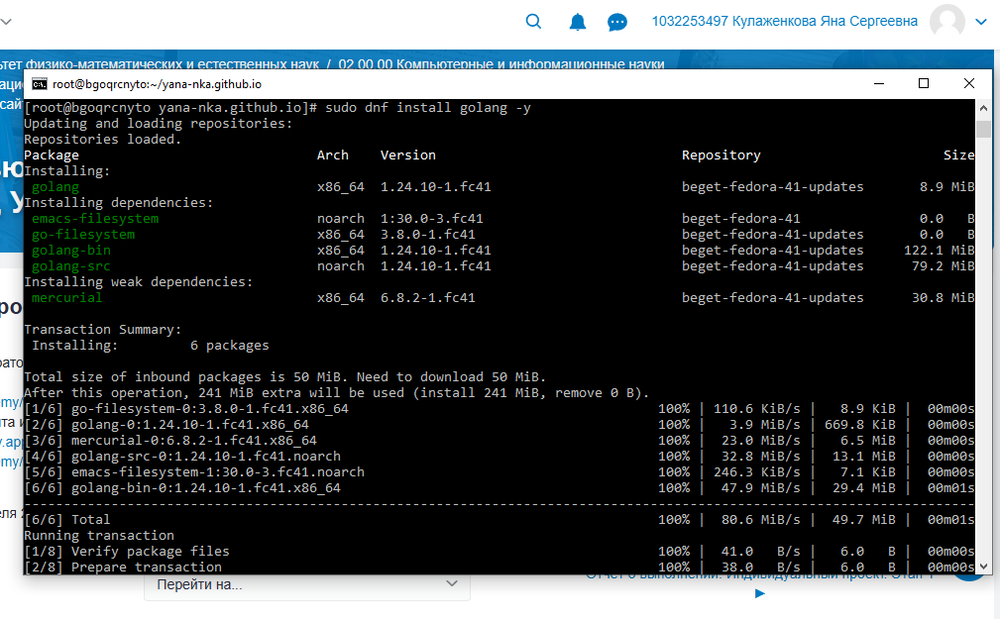 1032253497 Кулаженкова Яна Сергеевна
тет физико-математических и естественных наук / 02.00.00 Компьютерные и информационные науки
root@bgoqrcnyto:~/yana-nka.github.io
[root@bgoqrcnyto yana-nka.github.io]# sudo dnf install golang -y
Updating and loading repositories:
Repositories loaded.
Package Arch Version Repository Size
Installing:
golang x86_64 1.24.10-1.fc41 beget-fedora-41-updates 8.9 MiB
Installing dependencies:
emacs-filesystem noarch 1:30.0-3.fc41 beget-fedora-41 0.0 B
go-filesystem x86_64 3.8.0-1.fc41 beget-fedora-41-updates 0.0 B
golang-bin x86_64 1.24.10-1.fc41 beget-fedora-41-updates 122.1 MiB
golang-src noarch 1.24.10-1.fc41 beget-fedora-41-updates 79.2 MiB
Installing weak dependencies:
mercurial x86_64 6.8.2-1.fc41 beget-fedora-41-updates 30.8 MiB
Transaction Summary:
Installing: 6 packages
Total size of inbound packages is 50 MiB. Need to download 50 MiB.
After this operation, 241 MiB extra will be used (install 241 MiB, remove 0 B).
[1/6] go-filesystem-0:3.8.0-1.fc41.x86_64 100% | 110.6 KiB/s | 8.9 KiB | 00m00s
[2/6] golang-0:1.24.10-1.fc41.x86_64 100% | 3.9 MiB/s | 669.8 KiB | 00m00s
[3/6] mercurial-0:6.8.2-1.fc41.x86_64 100% | 23.0 MiB/s | 6.5 MiB | 00m00s
[4/6] golang-src-0:1.24.10-1.fc41.noarch 100% | 32.8 MiB/s | 13.1 MiB | 00m00s
[5/6] emacs-filesystem-1:30.0-3.fc41.noarch 100% | 246.3 KiB/s | 7.1 KiB | 00m00s
[6/6] golang-bin-0:1.24.10-1.fc41.x86_64 100% | 47.9 MiB/s | 29.4 MiB | 00m01s
[6/6] Total 100% | 80.6 MiB/s | 49.7 MiB | 00m01s
Running transaction
[1/8] Verify package files 100% | 41.0 B/s | 6.0 B | 00m00s
[2/8] Prepare transaction 100% | 38.0 B/s | 6.0 B | 00m00s
Перейти на...